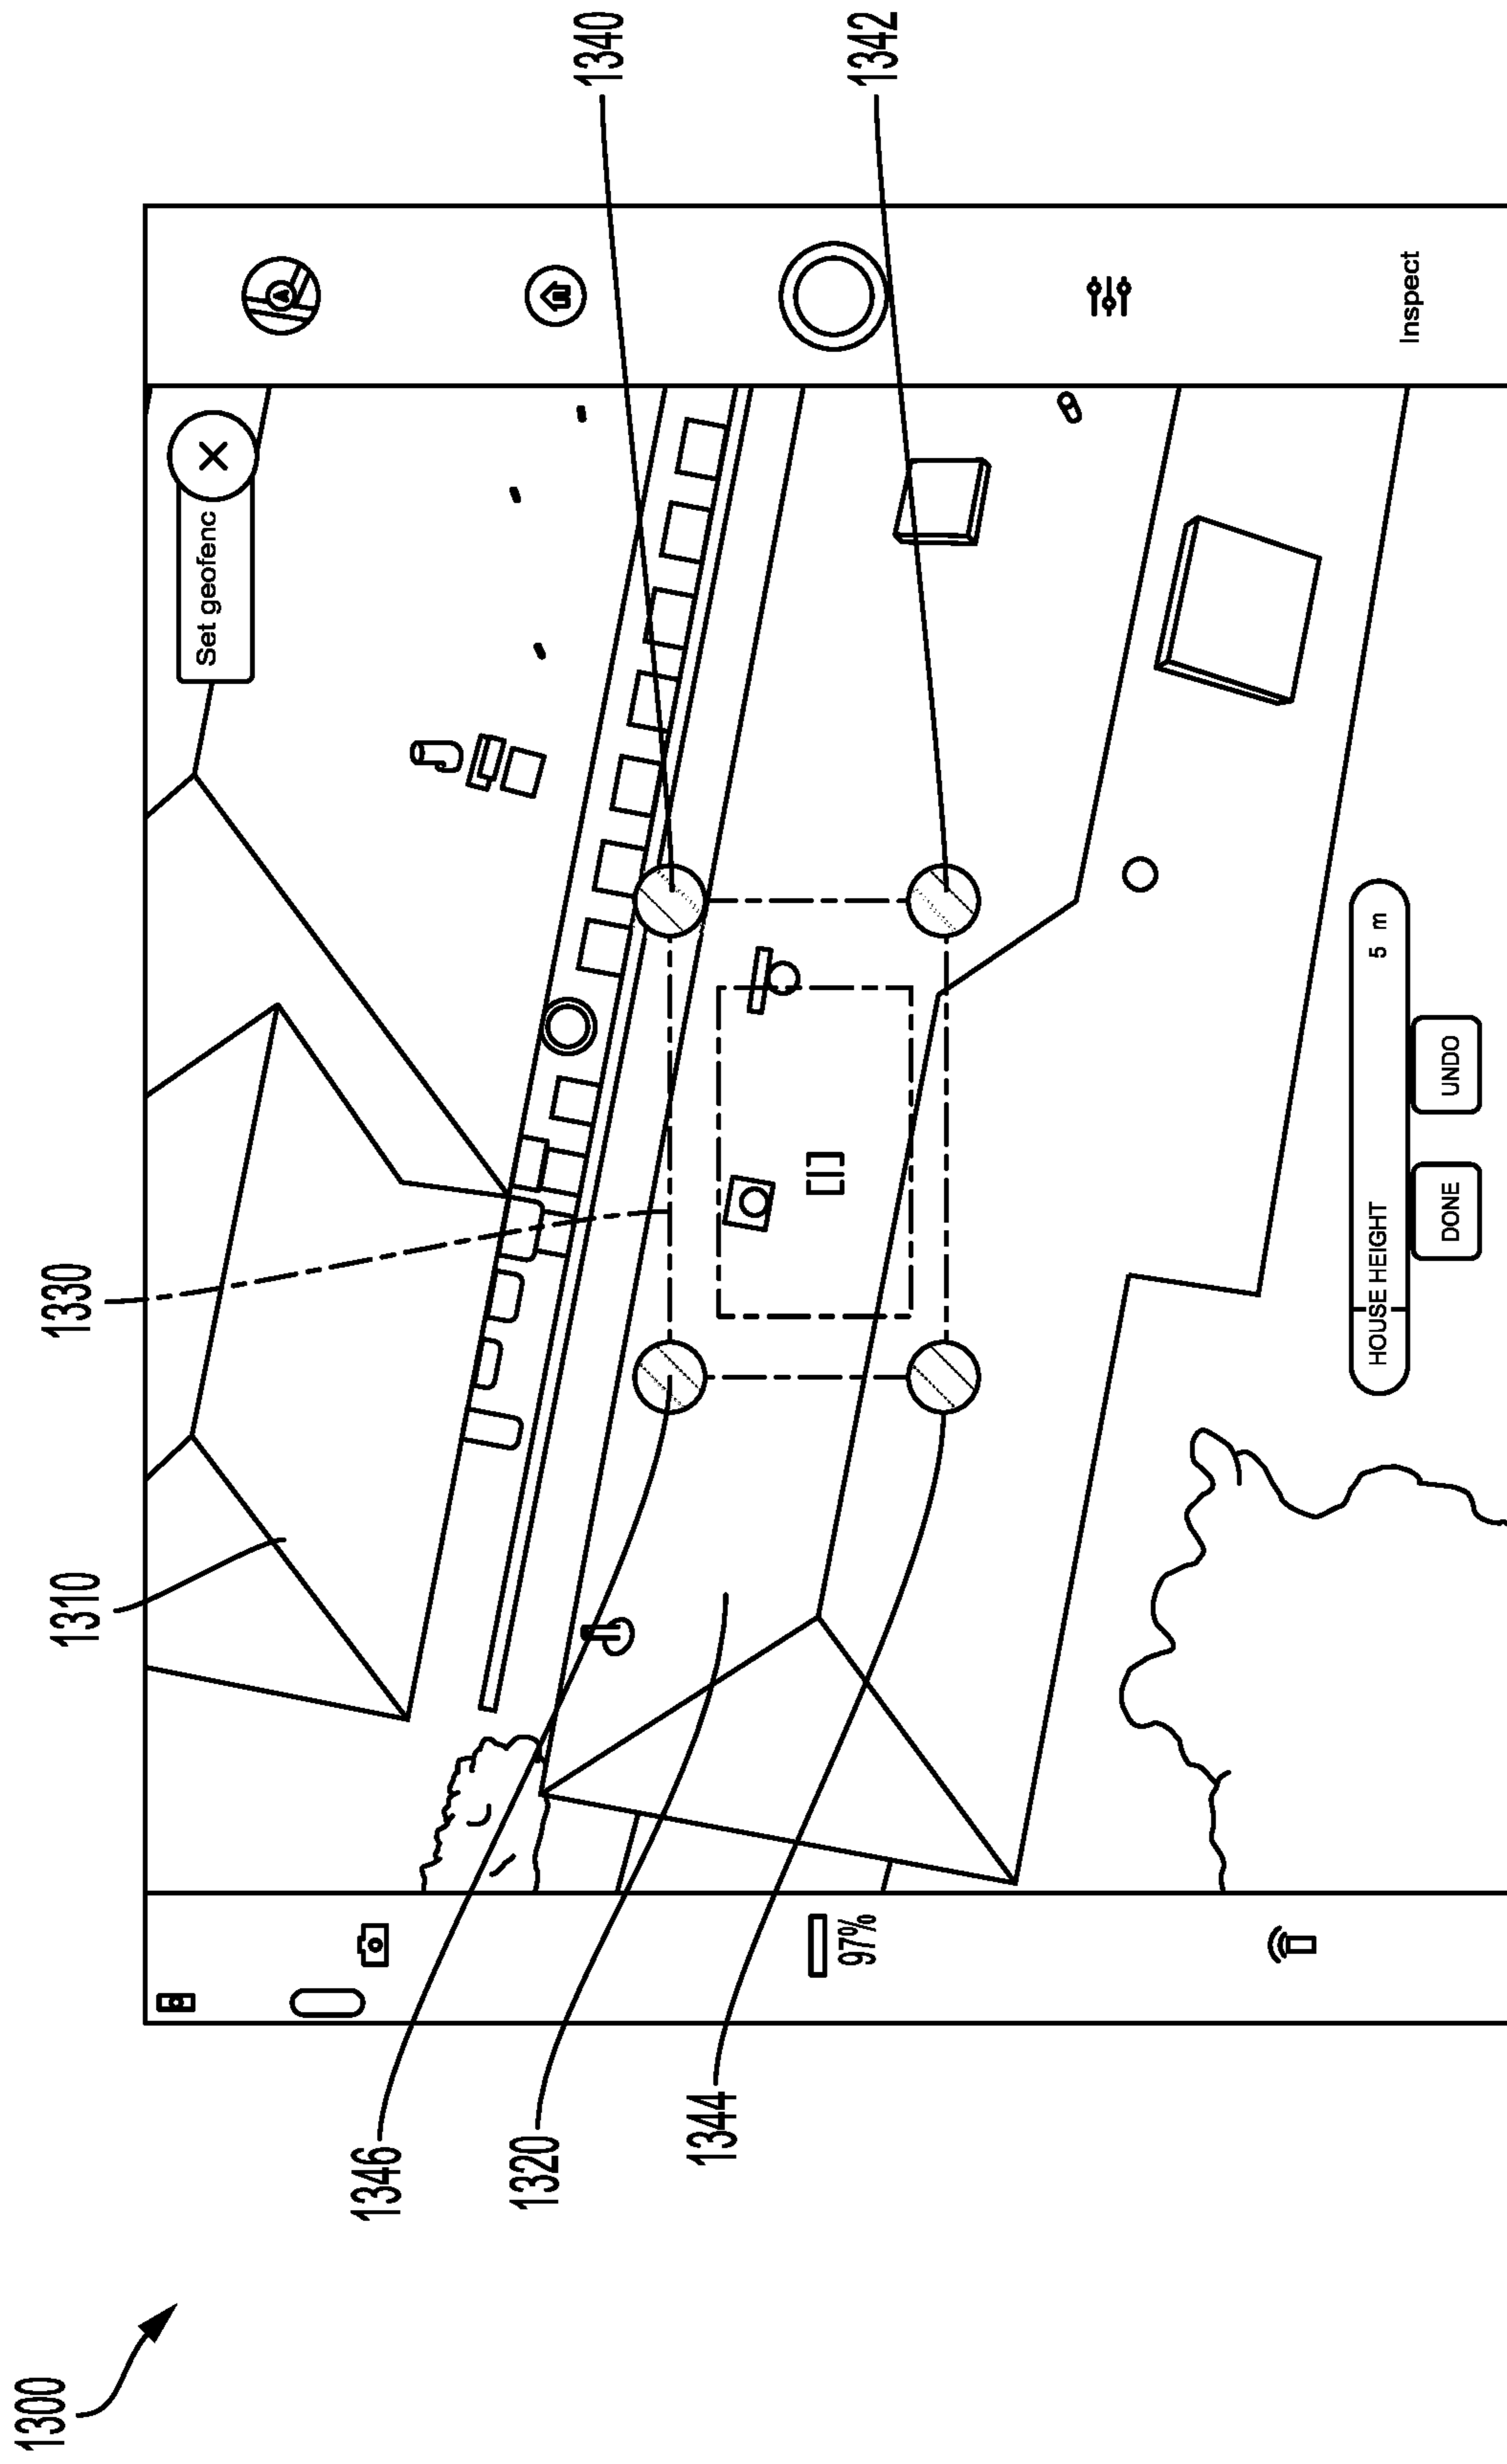 1300
1310
1330
Set geofenc
1346
1320
1340
1344
97%
1342
HOUSE HEIGHT 5 m
Inspect
DONE UNDO